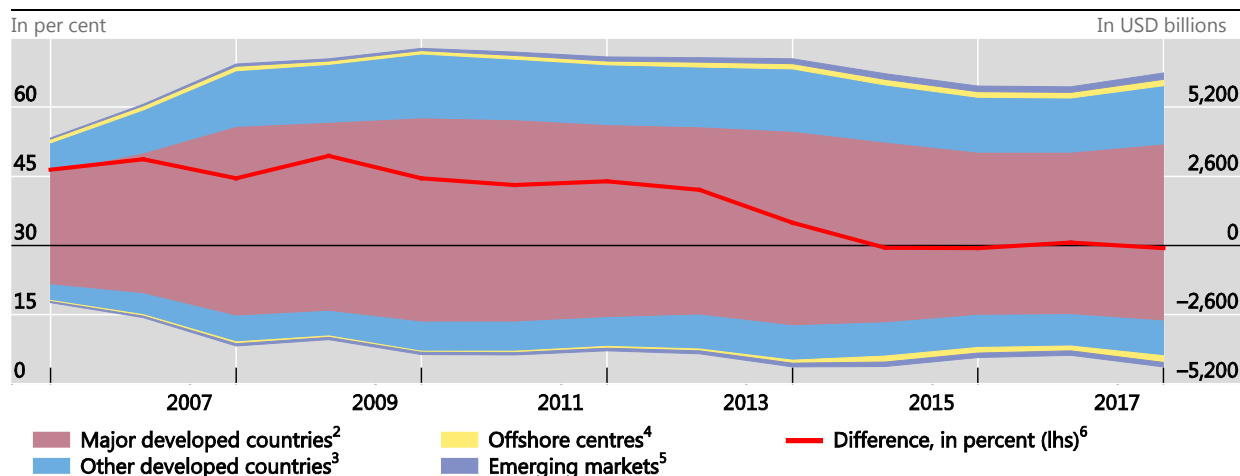 In per cent In USD billions
60 5,200
45 2,600
30 0
15 –2,600
0 –5,200
2007 2009 2011 2013 2015 2017
Major developed countries² Offshore centres⁴ Difference, in percent (lhs)⁶
Other developed countries³ Emerging markets⁵